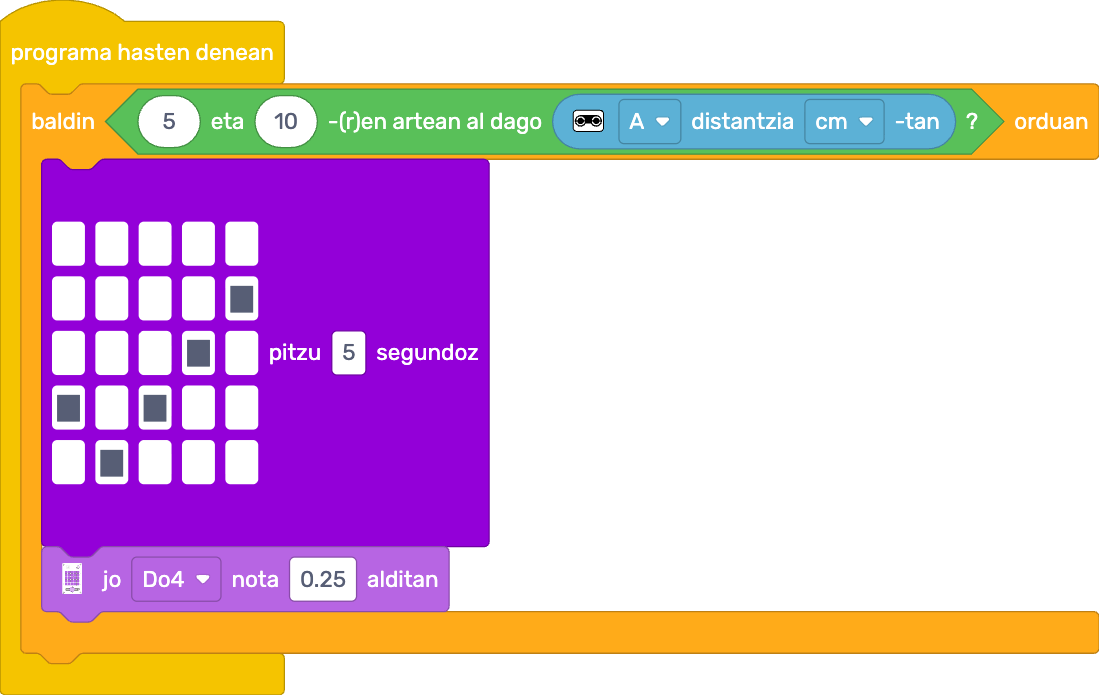 programa hasten denean
baldin 5 eta 10 -(r)en artean al dago A distantzia cm -tan ? orduan
pitzu 5 segundoz
jo Do4 nota 0.25 alditan